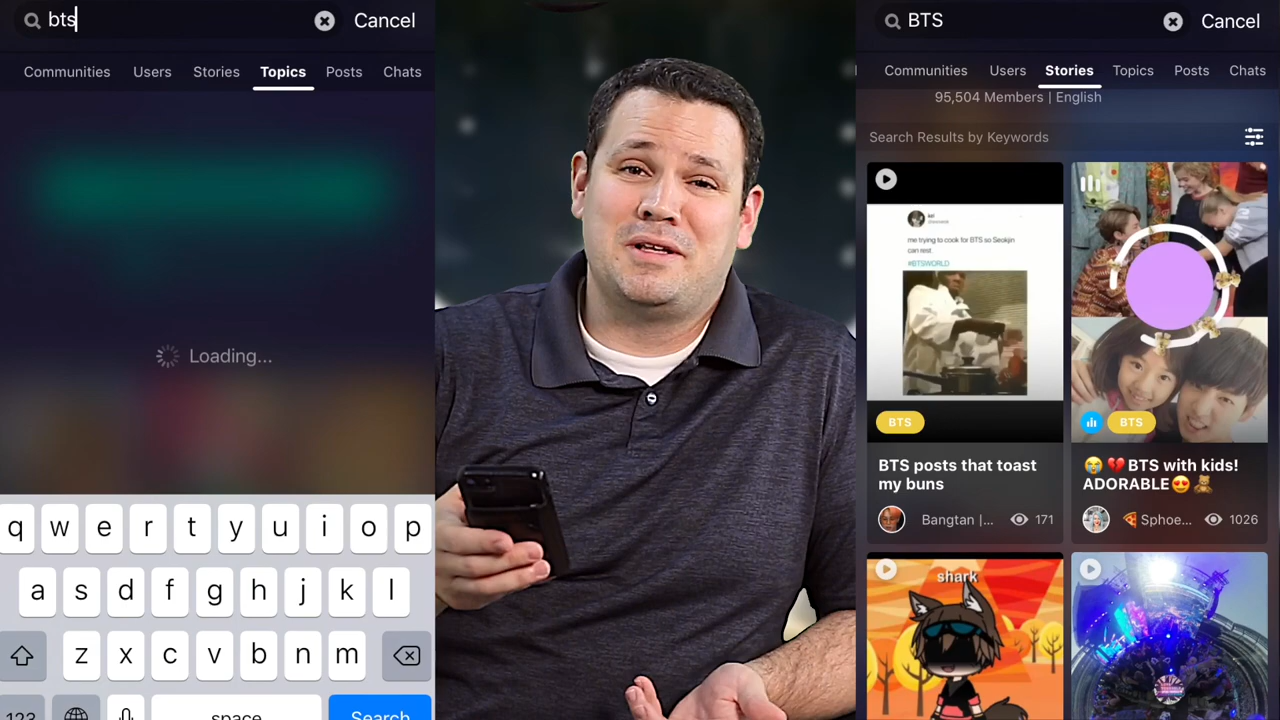 bts
Cancel
Communities Users Stories Topics Posts Chats
Loading...
q w e r t y u i o p
a s d f g h j k l
z x c v b n m
123 space Search
BTS
Cancel
Communities Users Stories Topics Posts Chats
95,504 Members | English
Search Results by Keywords
me trying to cook for BTS so Seokjin
can rest
#BTSWORLD
BTS
BTS posts that toast
my buns
Bangtan |... 171
BTS
😭💔BTS with kids!
ADORABLE😍🧸
🍕Sphoe... 1026
shark